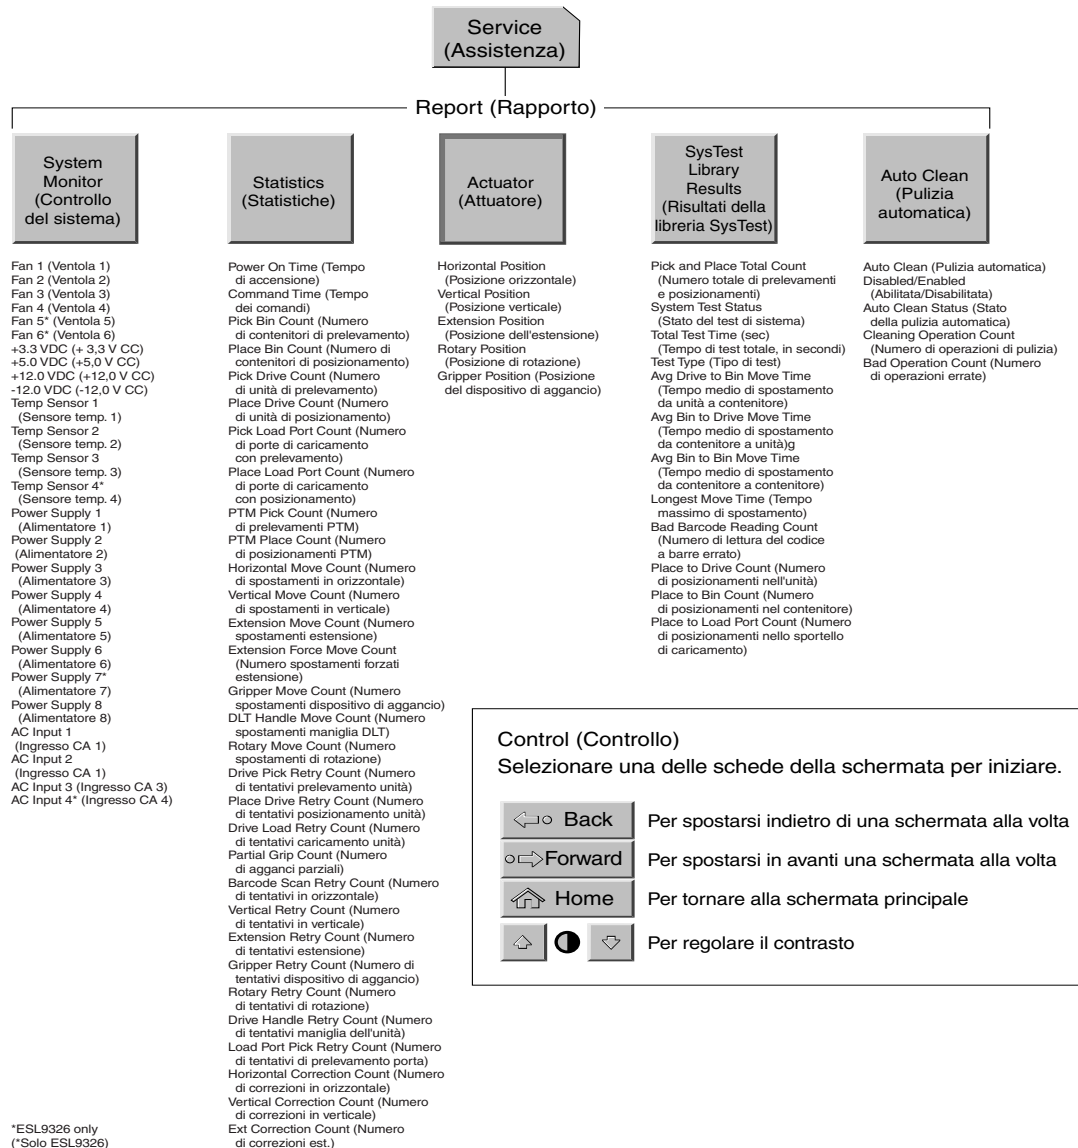 Service
(Assistenza)
Report (Rapporto)
System
Monitor
(Controllo
del sistema)
Fan 1 (Ventola 1)
Fan 2 (Ventola 2)
Fan 3 (Ventola 3)
Fan 4 (Ventola 4)
Fan 5* (Ventola 5)
Fan 6* (Ventola 6)
+3.3 VDC (+ 3,3 V CC)
+5.0 VDC (+5,0 V CC)
+12.0 VDC (+12,0 V CC)
-12.0 VDC (-12,0 V CC)
Temp Sensor 1
(Sensore temp. 1)
Temp Sensor 2
(Sensore temp. 2)
Temp Sensor 3
(Sensore temp. 3)
Temp Sensor 4*
(Sensore temp. 4)
Power Supply 1
(Alimentatore 1)
Power Supply 2
(Alimentatore 2)
Power Supply 3
(Alimentatore 3)
Power Supply 4
(Alimentatore 4)
Power Supply 5
(Alimentatore 5)
Power Supply 6
(Alimentatore 6)
Power Supply 7*
(Alimentatore 7)
Power Supply 8
(Alimentatore 8)
AC Input 1
(Ingresso CA 1)
AC Input 2
(Ingresso CA 1)
AC Input 3 (Ingresso CA 3)
AC Input 4* (Ingresso CA 4)
*ESL9326 only
(*Solo ESL9326)
Statistics
(Statistiche)
Power On Time (Tempo
di accensione)
Command Time (Tempo
dei comandi)
Pick Bin Count (Numero
di contenitori di prelevamento)
Place Bin Count (Numero di
contenitori di posizionamento)
Pick Drive Count (Numero
di unità di prelevamento)
Place Drive Count (Numero
di unità di posizionamento)
Pick Load Port Count (Numero
di porte di caricamento
con prelevamento)
Place Load Port Count (Numero
di porte di caricamento
con posizionamento)
PTM Pick Count (Numero
di prelevamenti PTM)
PTM Place Count (Numero
di posizionamenti PTM)
Horizontal Move Count (Numero
di spostamenti in orizzontale)
Vertical Move Count (Numero
di spostamenti in verticale)
Extension Move Count (Numero
spostamenti estensione)
Extension Force Move Count
(Numero spostamenti forzati
estensione)
Gripper Move Count (Numero
spostamenti dispositivo di aggancio)
DLT Handle Move Count (Numero
spostamenti maniglia DLT)
Rotary Move Count (Numero
spostamenti di rotazione)
Drive Pick Retry Count (Numero
di tentativi prelevamento unità)
Place Drive Retry Count (Numero
di tentativi posizionamento unità)
Drive Load Retry Count (Numero
di tentativi caricamento unità)
Partial Grip Count (Numero
di agganci parziali)
Barcode Scan Retry Count (Numero
di tentativi in orizzontale)
Vertical Retry Count (Numero
di tentativi in verticale)
Extension Retry Count (Numero
di tentativi estensione)
Gripper Retry Count (Numero di
tentativi dispositivo di aggancio)
Rotary Retry Count (Numero
di tentativi di rotazione)
Drive Handle Retry Count (Numero
di tentativi maniglia dell'unità)
Load Port Pick Retry Count (Numero
di tentativi di prelevamento porta)
Horizontal Correction Count (Numero
di correzioni in orizzontale)
Vertical Correction Count (Numero
di correzioni in verticale)
Ext Correction Count (Numero
di correzioni est.)
Actuator
(Attuatore)
Horizontal Position
(Posizione orizzontale)
Vertical Position
(Posizione verticale)
Extension Position
(Posizione dell'estensione)
Rotary Position
(Posizione di rotazione)
Gripper Position (Posizione
del dispositivo di aggancio)
SysTest
Library
Results
(Risultati della
libreria SysTest)
Pick and Place Total Count
(Numero totale di prelevamenti
e posizionamenti)
System Test Status
(Stato del test di sistema)
Total Test Time (sec)
(Tempo di test totale, in secondi)
Test Type (Tipo di test)
Avg Drive to Bin Move Time
(Tempo medio di spostamento
da unità a contenitore)
Avg Bin to Drive Move Time
(Tempo medio di spostamento
da contenitore a unità)g
Avg Bin to Bin Move Time
(Tempo medio di spostamento
da contenitore a contenitore)
Longest Move Time (Tempo
massimo di spostamento)
Bad Barcode Reading Count
(Numero di lettura del codice
a barre errato)
Place to Drive Count (Numero
di posizionamenti nell'unità)
Place to Bin Count (Numero
di posizionamenti nel contenitore)
Place to Load Port Count (Numero
di posizionamenti nello sportello
di caricamento)
Auto Clean
(Pulizia
automatica)
Auto Clean (Pulizia automatica)
Disabled/Enabled
(Abilitata/Disabilitata)
Auto Clean Status (Stato
della pulizia automatica)
Cleaning Operation Count
(Numero di operazioni di pulizia)
Bad Operation Count (Numero
di operazioni errate)
Control (Controllo)
Selezionare una delle schede della schermata per iniziare.
Back Per spostarsi indietro di una schermata alla volta
Forward Per spostarsi in avanti una schermata alla volta
Home Per tornare alla schermata principale
Per regolare il contrasto